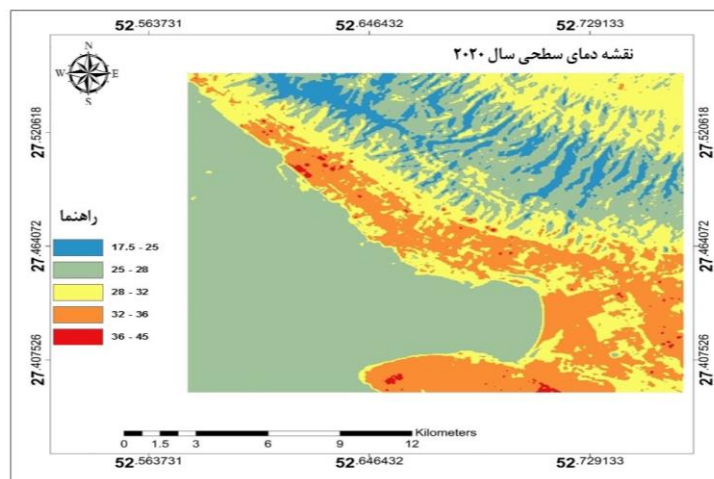 52.563731 52.646432 52.729133
نقشه دمای سطحی سال ۲۰۲۰
N
W E
S
27.520618 27.520618
راهنما
27.464072 27.464072
17.5 - 25
25 - 28
28 - 32
32 - 36
36 - 45
27.407526 27.407526
Kilometers
0 1.5 3 6 9 12
52.563731 52.646432 52.729133